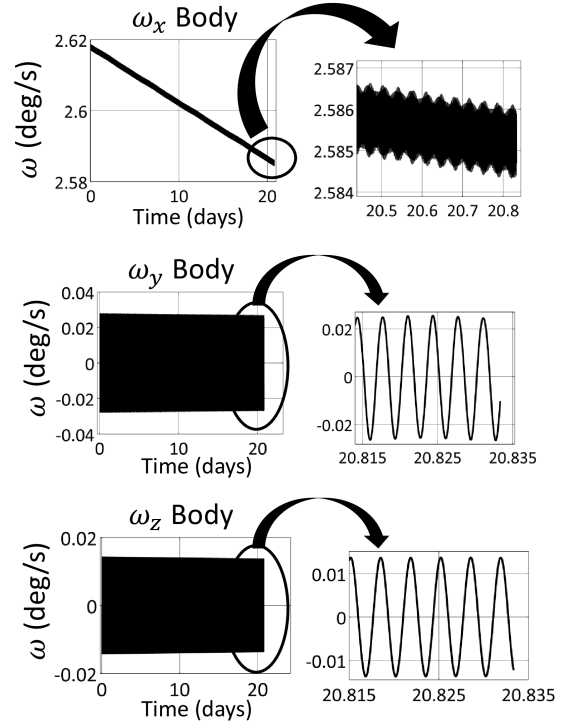 ωx Body
2.62
2.6
2.58
ω (deg/s)
0 10 20
Time (days)
2.587
2.586
2.585
2.584
20.5 20.6 20.7 20.8
ωy Body
0.04
0.02
0
-0.02
-0.04
ω (deg/s)
0 10 20
Time (days)
0.02
0
-0.02
20.815 20.825 20.835
ωz Body
0.02
0
-0.02
ω (deg/s)
0 10 20
Time (days)
0.01
0
-0.01
20.815 20.825 20.835